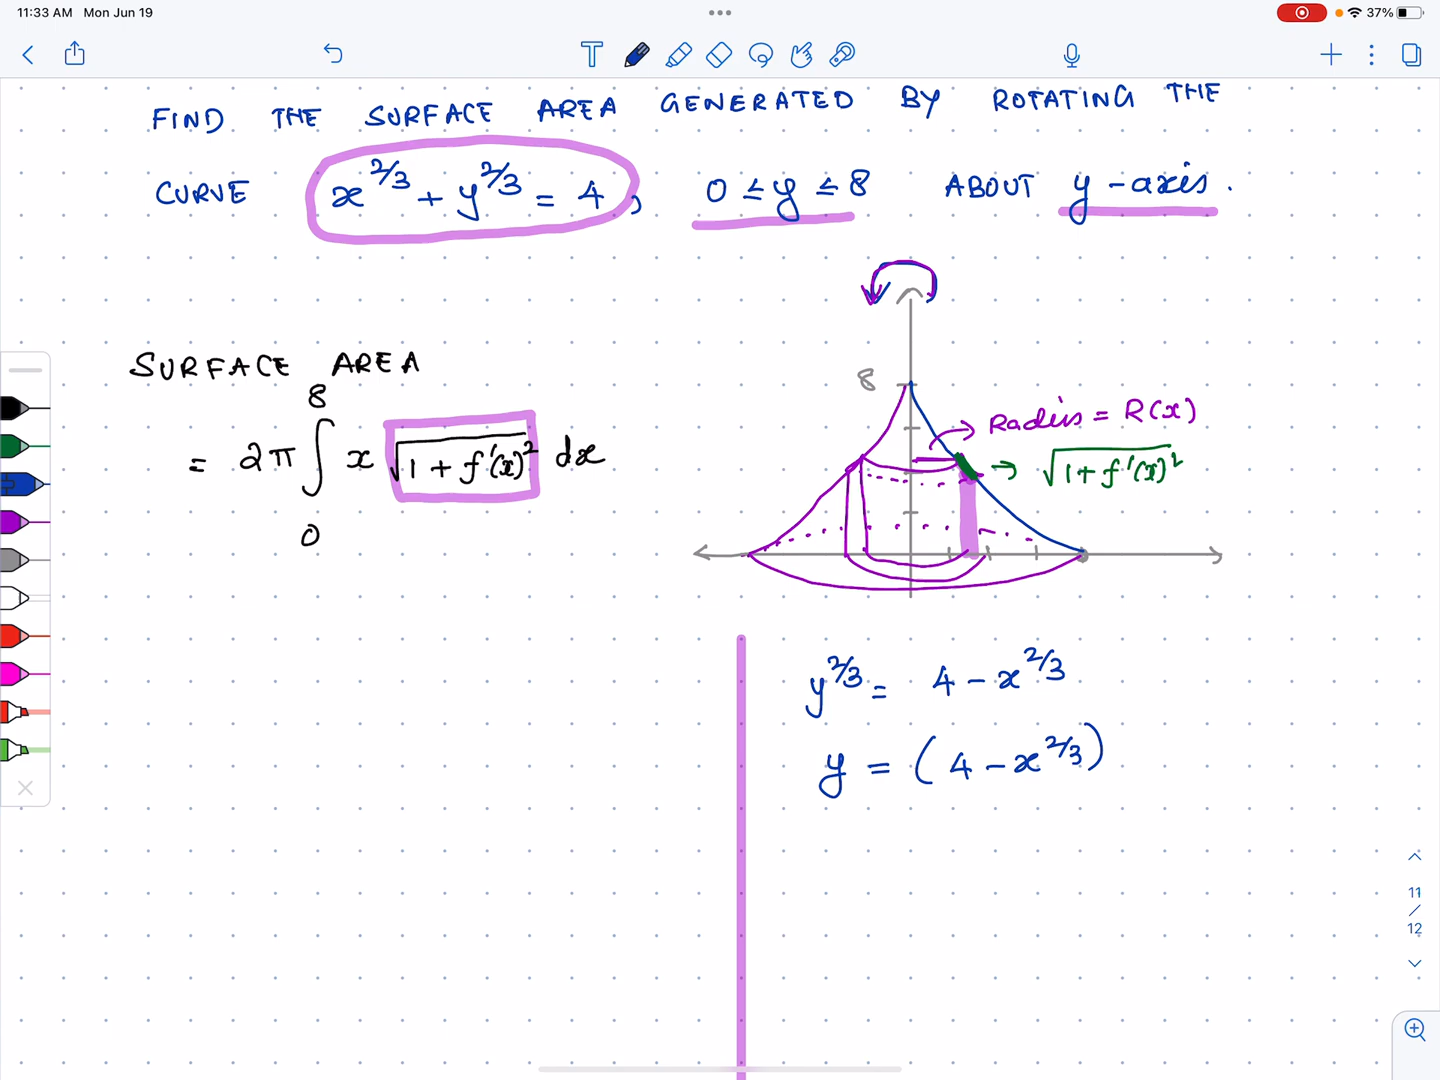 11:33 AM Mon Jun 19
37%
FIND THE SURFACE AREA GENERATED BY ROTATING THE
CURVE x^{2/3} + y^{2/3} = 4, 0 ≤ y ≤ 8 ABOUT y-axis.
SURFACE AREA
= 2π ∫_0^8 x √(1 + f'(x)^2) dx
8
Radius = R(x)
→ √(1 + f'(x)^2)
y^{2/3} = 4 - x^{2/3}
y = (4 - x^{2/3})
11
/
12